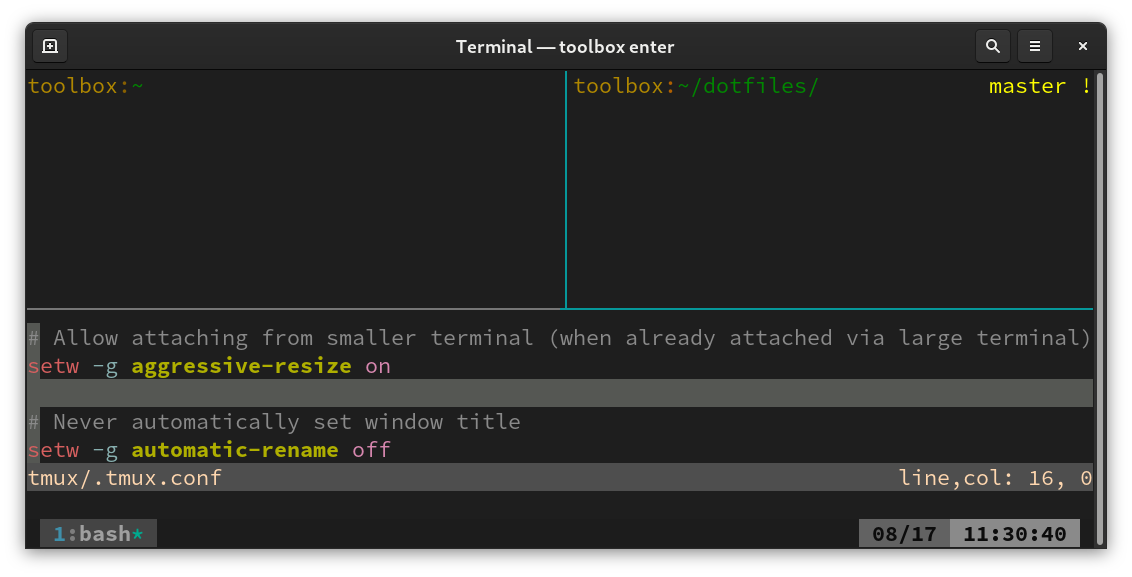 Terminal — toolbox enter
toolbox:~
toolbox:~/dotfiles/ master !
# Allow attaching from smaller terminal (when already attached via large terminal)
setw -g aggressive-resize on
# Never automatically set window title
setw -g automatic-rename off
tmux/.tmux.conf line,col: 16, 0
1:bash* 08/17 11:30:40